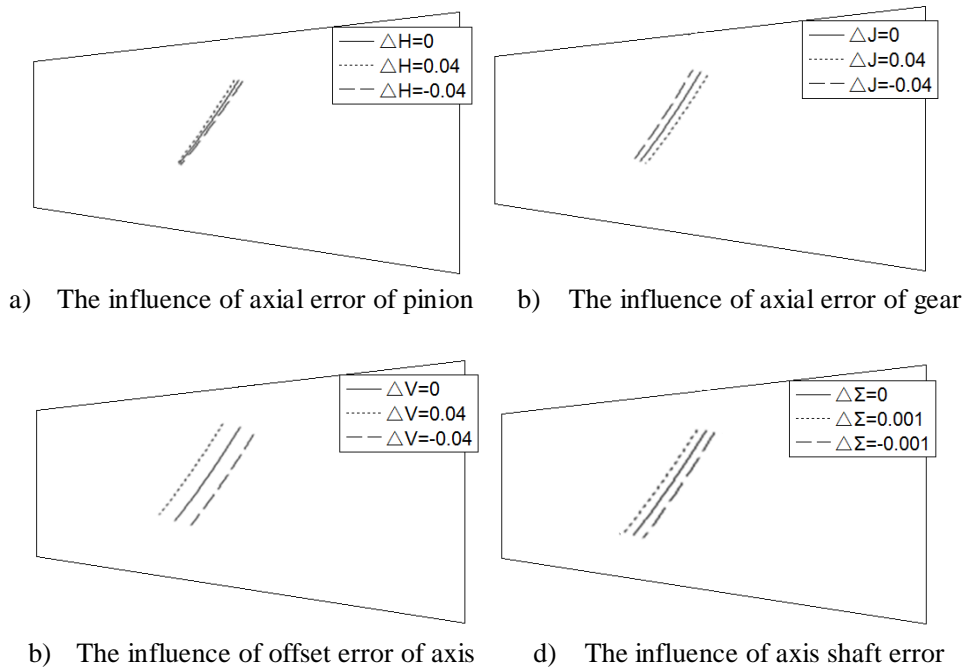 △H=0
△H=0.04
△H=-0.04
△J=0
△J=0.04
△J=-0.04
a) The influence of axial error of pinion
b) The influence of axial error of gear
△V=0
△V=0.04
△V=-0.04
△Σ=0
△Σ=0.001
△Σ=-0.001
b) The influence of offset error of axis
d) The influence of axis shaft error